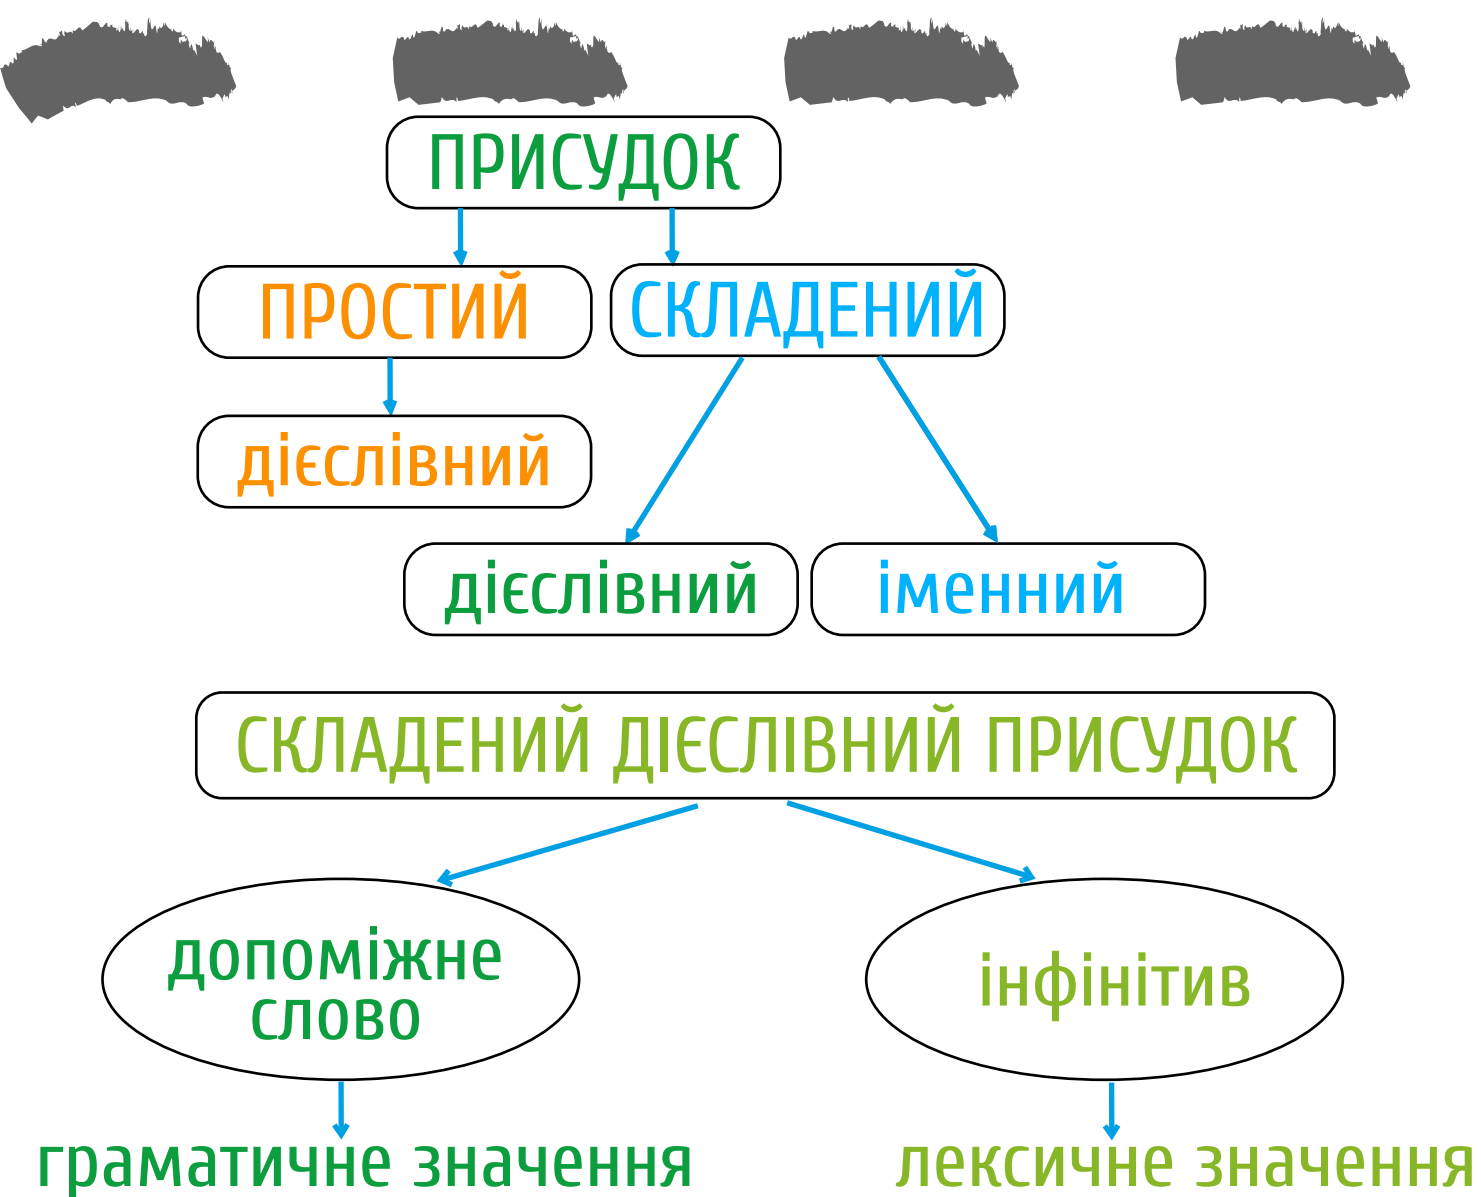 ПРИСУДОК
ПРОСТИЙ
СКЛАДЕНИЙ
дієслівний
дієслівний
іменний
СКЛАДЕНИЙ ДІЄСЛІВНИЙ ПРИСУДОК
допоміжне
слово
інфінітив
граматичне значення
лексичне значення